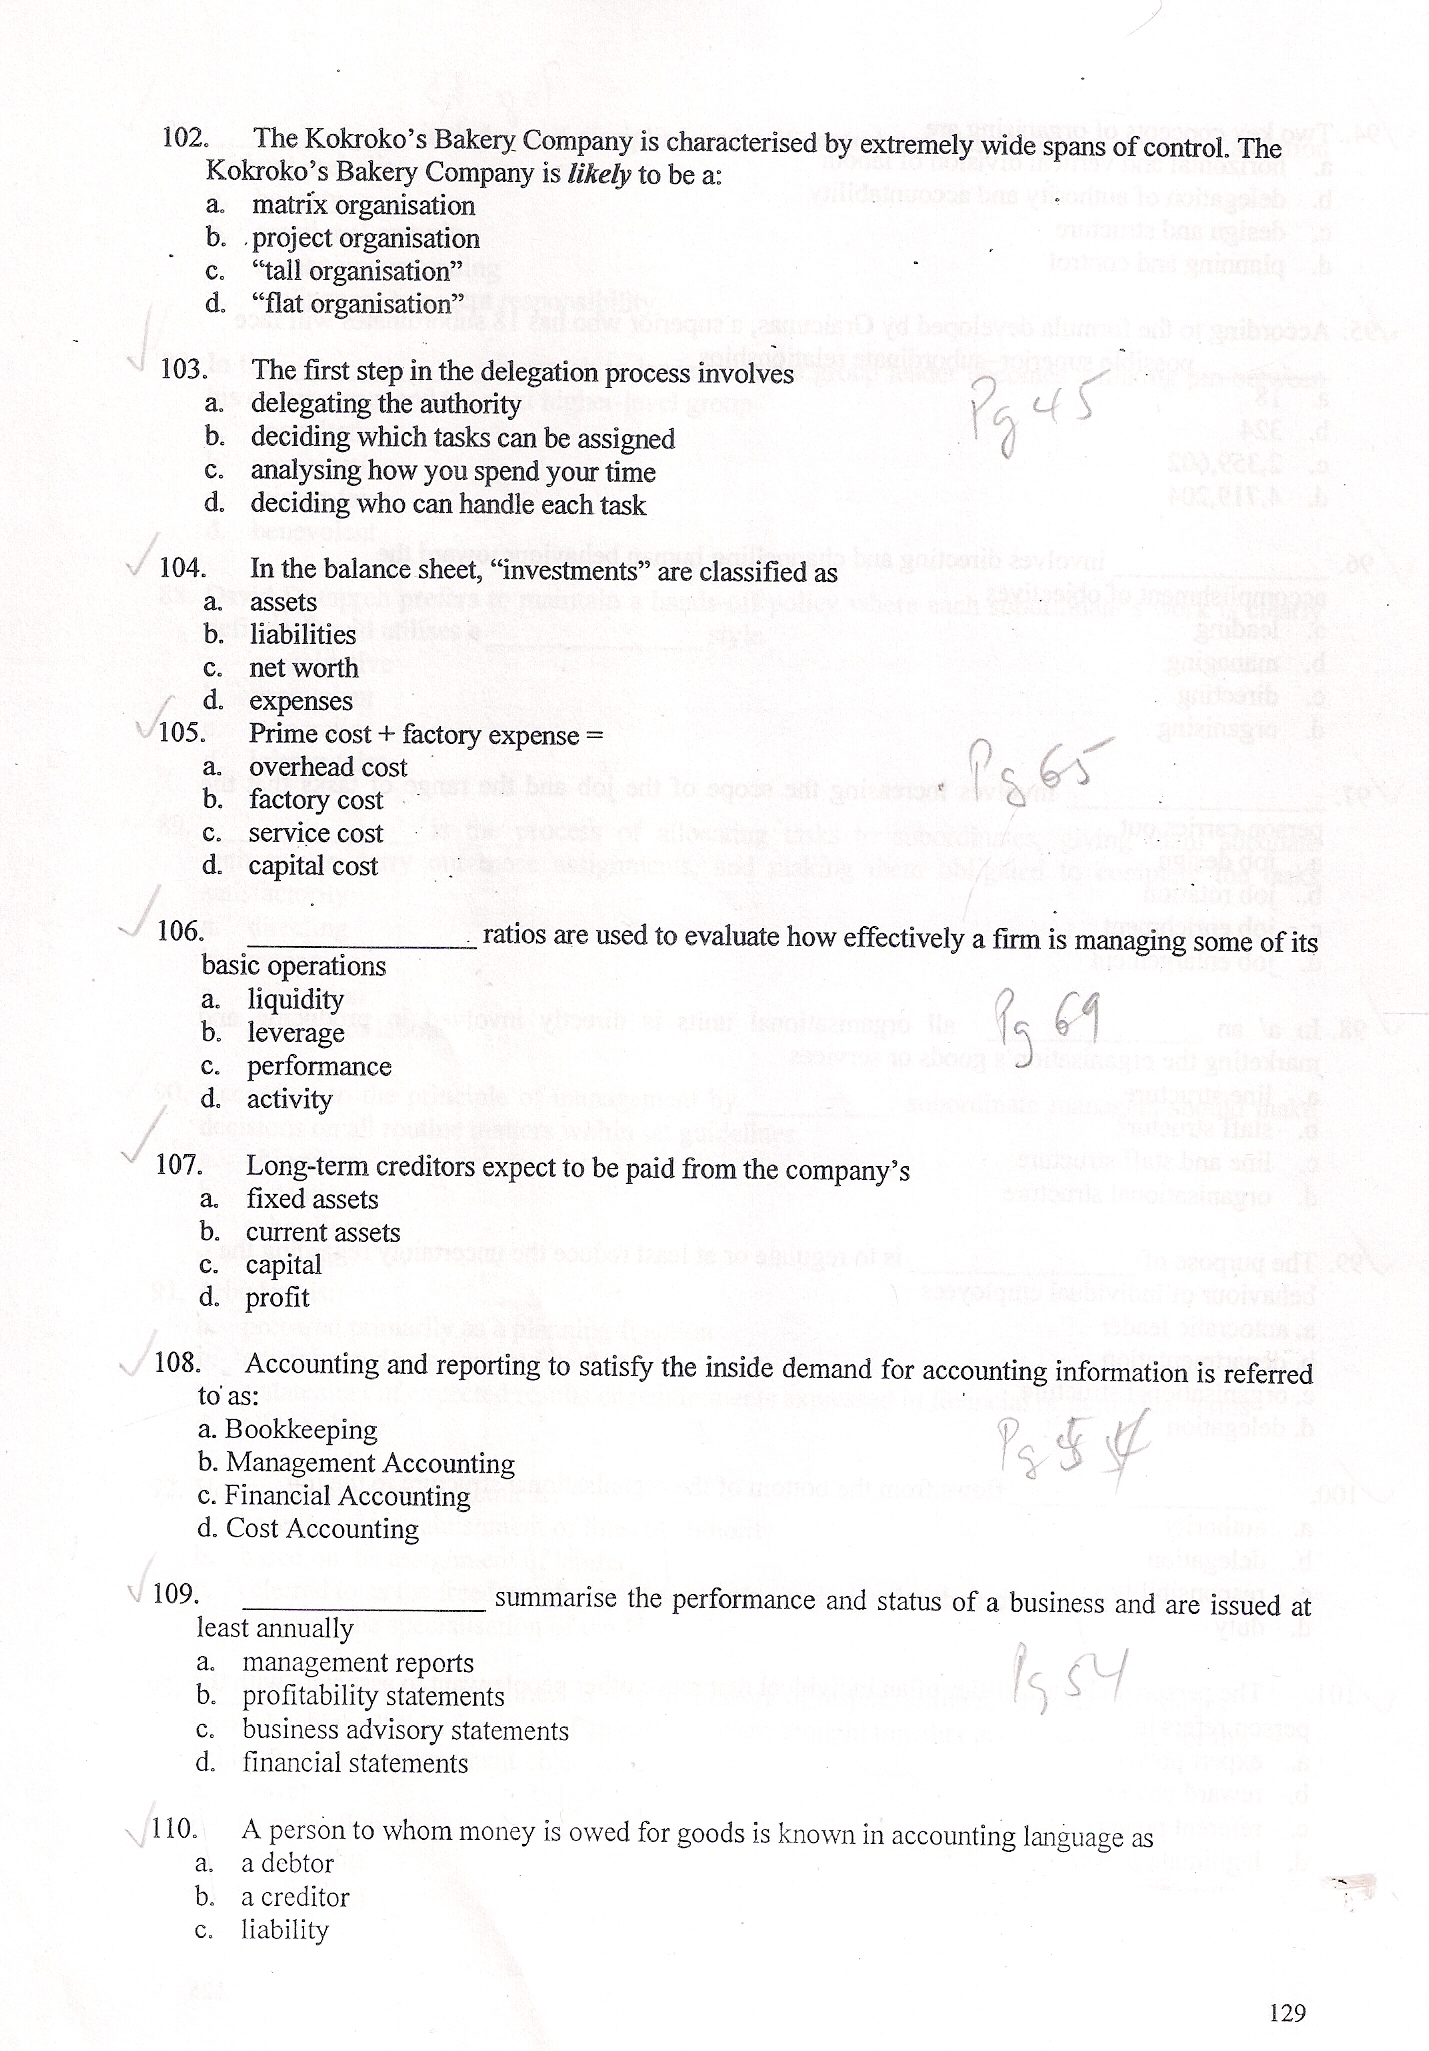 102. The Kokroko's Bakery Company is characterised by extremely wide spans of control. The
Kokroko's Bakery Company is likely to be a:
a. matrix organisation
b. project organisation
c. “tall organisation”
d. “flat organisation”
103. The first step in the delegation process involves
a. delegating the authority
Pg 45
b. deciding which tasks can be assigned
c. analysing how you spend your time
d. deciding who can handle each task
104. In the balance sheet, “investments” are classified as
a. assets
b. liabilities
c. net worth
d. expenses
105. Prime cost + factory expense =
a. overhead cost
Pg 65
b. factory cost
c. service cost
d. capital cost
106. ________________ ratios are used to evaluate how effectively a firm is managing some of its
basic operations
a. liquidity
b. leverage
Pg 69
c. performance
d. activity
107. Long-term creditors expect to be paid from the company's
a. fixed assets
b. current assets
c. capital
d. profit
108. Accounting and reporting to satisfy the inside demand for accounting information is referred
to as:
a. Bookkeeping
b. Management Accounting
c. Financial Accounting
d. Cost Accounting
109. ________________ summarise the performance and status of a business and are issued at
least annually
a. management reports
Pg 54
b. profitability statements
c. business advisory statements
d. financial statements
110. A person to whom money is owed for goods is known in accounting language as
a. a debtor
b. a creditor
c. liability
129